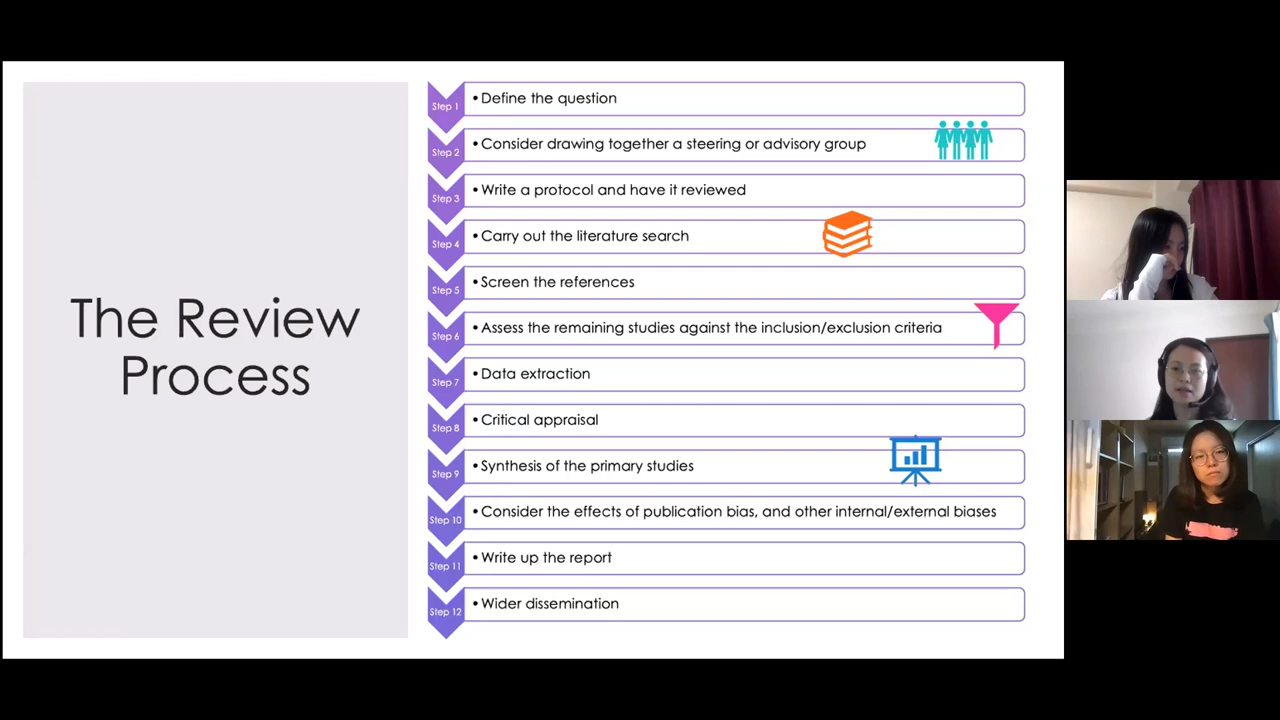 The Review
Process
Step 1
• Define the question
Step 2
• Consider drawing together a steering or advisory group
Step 3
• Write a protocol and have it reviewed
Step 4
• Carry out the literature search
Step 5
• Screen the references
Step 6
• Assess the remaining studies against the inclusion/exclusion criteria
Step 7
• Data extraction
Step 8
• Critical appraisal
Step 9
• Synthesis of the primary studies
Step 10
• Consider the effects of publication bias, and other internal/external biases
Step 11
• Write up the report
Step 12
• Wider dissemination